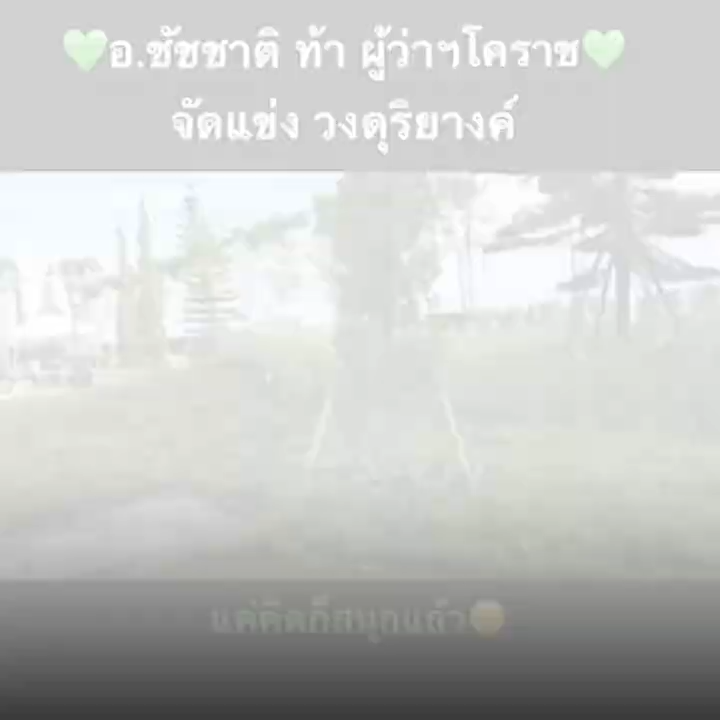 💚อ.ชัชชาติ ท้า ผู้ว่าฯโคราช💚
จัดแข่ง วงดุริยางค์
แค่คิดก็สนุกแล้ว